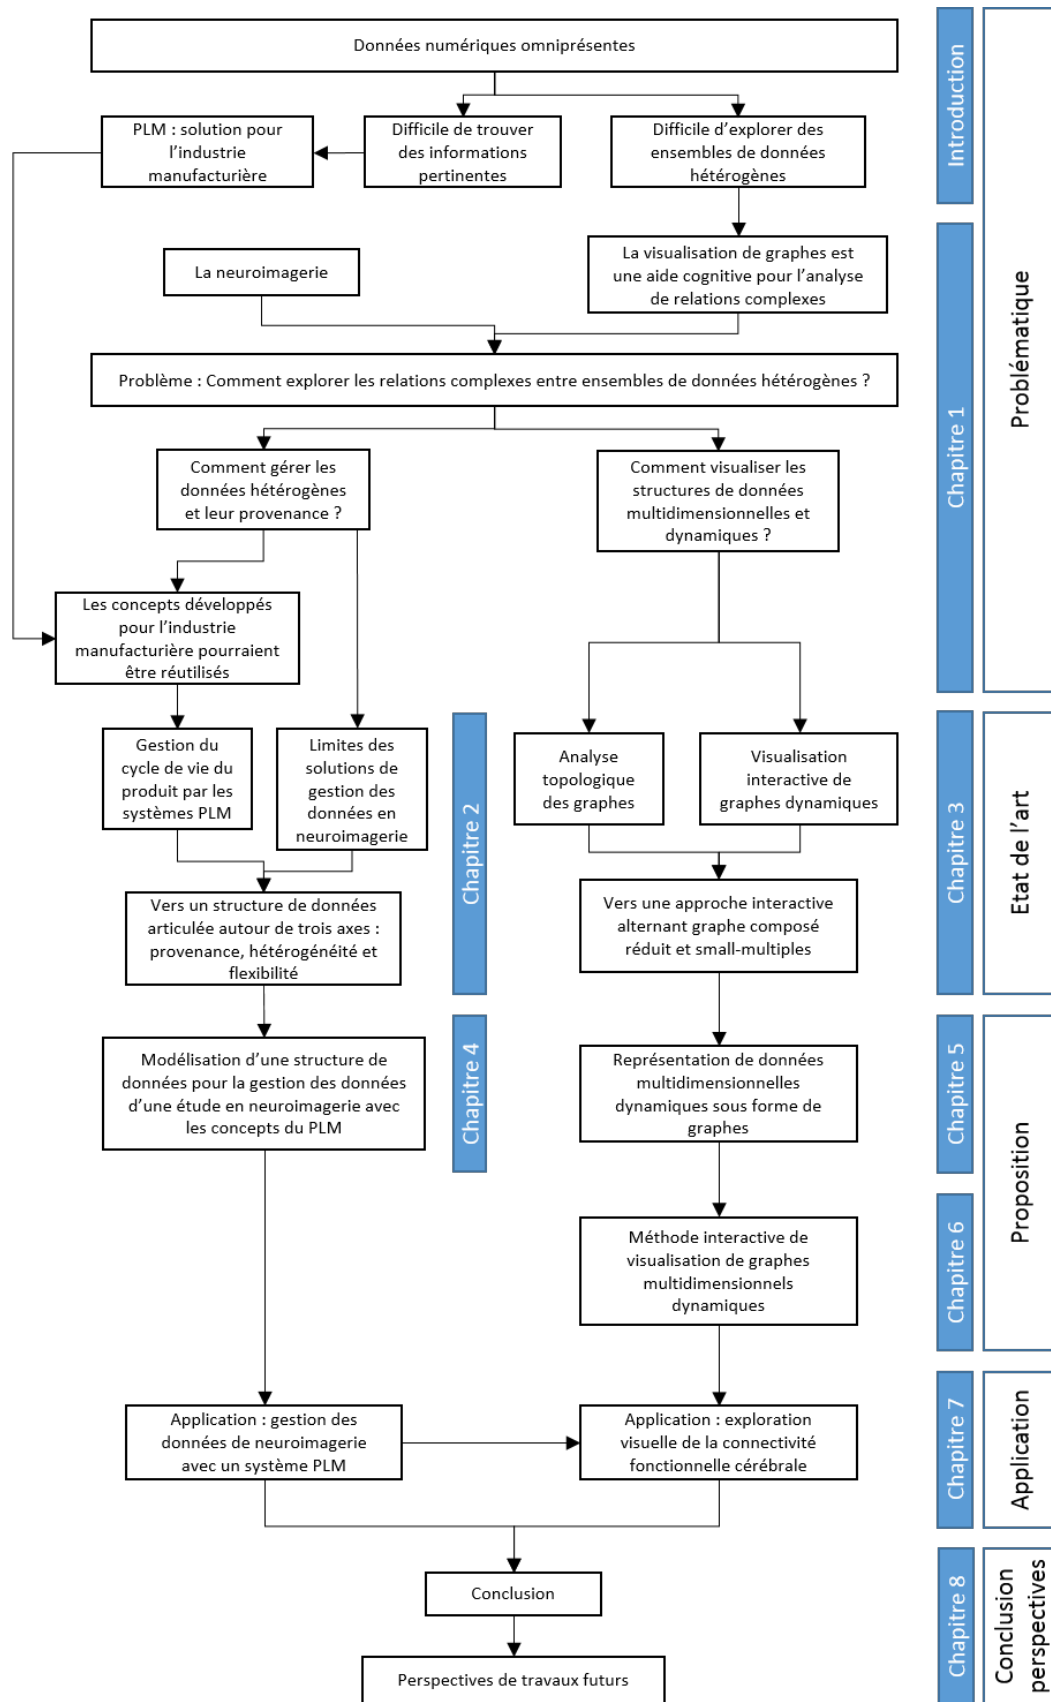 Données numériques omniprésentes
PLM : solution pour
l’industrie
manufacturière
Difficile de trouver
des informations
pertinentes
Difficile d’explorer des
ensembles de données
hétérogènes
Introduction
La neuroimagerie
La visualisation de graphes est
une aide cognitive pour l’analyse
de relations complexes
Problème : Comment explorer les relations complexes entre ensembles de données hétérogènes ?
Comment gérer les
données hétérogènes
et leur provenance ?
Comment visualiser les
structures de données
multidimensionnelles et
dynamiques ?
Les concepts développés
pour l’industrie
manufacturière pourraient
être réutilisés
Chapitre 1
Problématique
Gestion du
cycle de vie du
produit par les
systèmes PLM
Limites des
solutions de
gestion des
données en
neuroimagerie
Chapitre 2
Analyse
topologique
des graphes
Visualisation
interactive de
graphes dynamiques
Vers un structure de données
articulée autour de trois axes :
provenance, hétérogénéité et
flexibilité
Vers une approche interactive
alternant graphe composé
réduit et small-multiples
Chapitre 3
Etat de l’art
Modélisation d’une structure de
données pour la gestion des données
d’une étude en neuroimagerie avec
les concepts du PLM
Chapitre 4
Représentation de données
multidimensionnelles
dynamiques sous forme de
graphes
Chapitre 5
Méthode interactive de
visualisation de graphes
multidimensionnels
dynamiques
Chapitre 6
Proposition
Application : gestion des
données de neuroimagerie
avec un système PLM
Application : exploration
visuelle de la connectivité
fonctionnelle cérébrale
Chapitre 7
Application
Conclusion
Perspectives de travaux futurs
Chapitre 8
Conclusion
perspectives